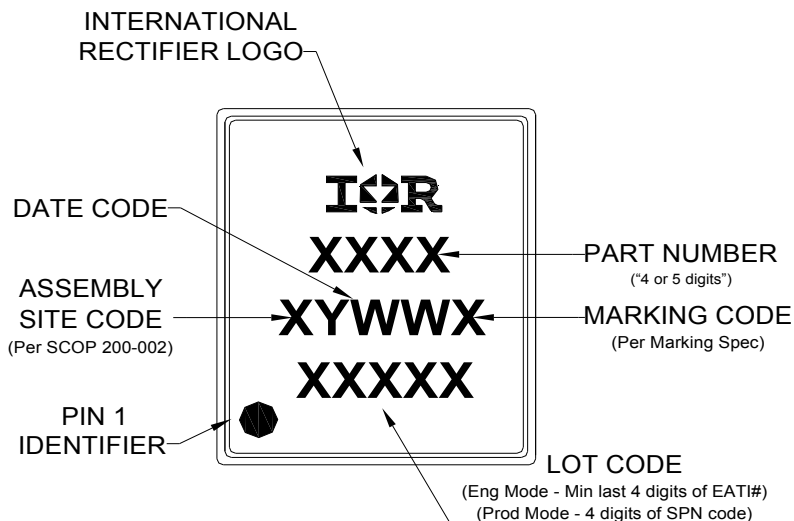 INTERNATIONAL
RECTIFIER LOGO
IOR
DATE CODE
XXXX
PART NUMBER
(“4 or 5 digits”)
ASSEMBLY
SITE CODE
(Per SCOP 200-002)
XYWWX
MARKING CODE
(Per Marking Spec)
XXXXX
PIN 1
IDENTIFIER
LOT CODE
(Eng Mode - Min last 4 digits of EATI#)
(Prod Mode - 4 digits of SPN code)